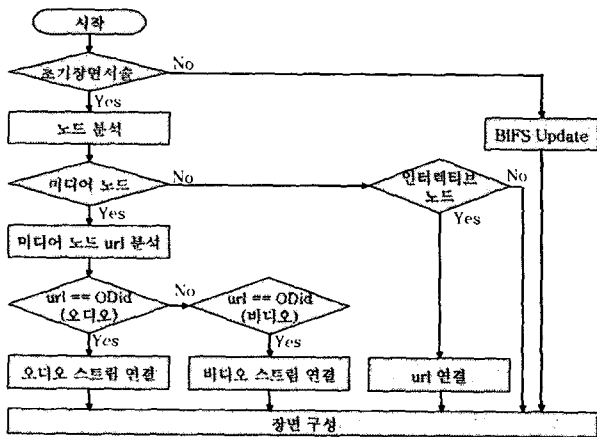 시작
초기장면서술
No
Yes
노드 분석
BIFS Update
미디어 노드
No
인터렉티브
노드
No
Yes
Yes
미디어 노드 url 분석
url == ODid
(오디오)
No
url == ODid
(비디오)
Yes
Yes
오디오 스트림 연결
비디오 스트림 연결
url 연결
장면 구성